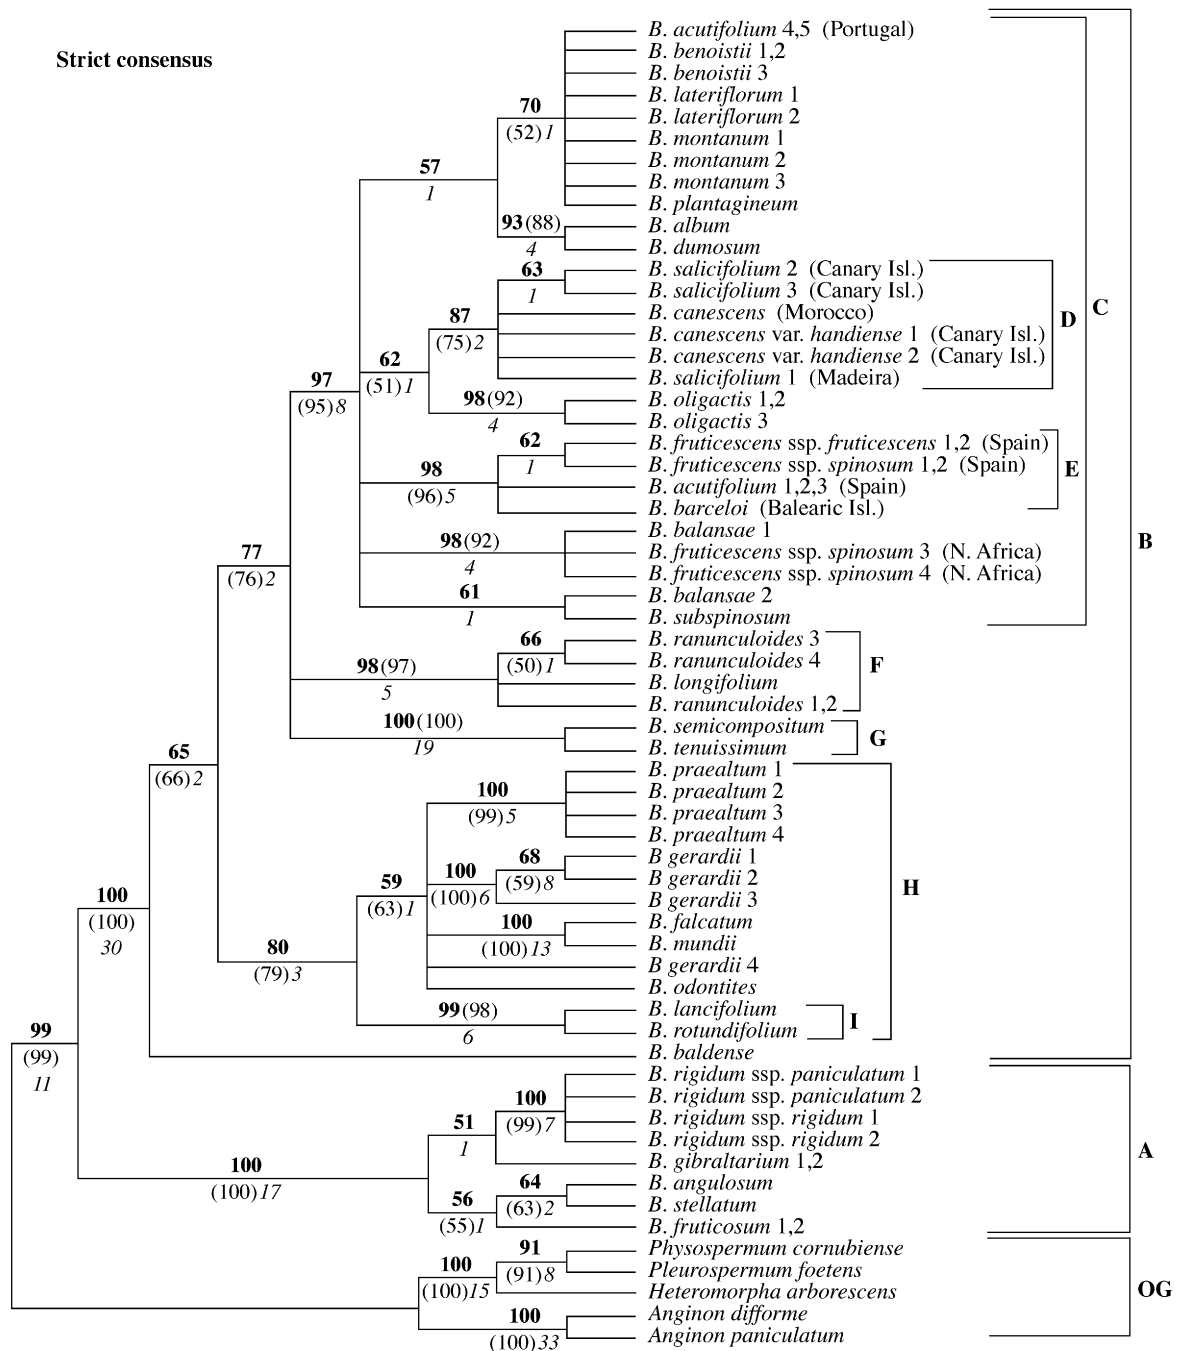 Strict consensus
B. acutifolium 4,5 (Portugal)
B. benoistii 1,2
B. benoistii 3
B. lateriflorum 1
70
B. lateriflorum 2
(52) 1
B. montanum 1
B. montanum 2
57
B. montanum 3
1
B. plantagineum
93 (88)
B. album
4
B. dumosum
63
B. salicifolium 2 (Canary Isl.)
1
B. salicifolium 3 (Canary Isl.)
C
87
B. canescens (Morocco)
D
(75) 2
B. canescens var. handiense 1 (Canary Isl.)
62
B. canescens var. handiense 2 (Canary Isl.)
97
(51) 1
B. salicifolium 1 (Madeira)
(95) 8
98 (92)
B. oligactis 1,2
4
B. oligactis 3
62
B. fruticescens ssp. fruticescens 1,2 (Spain)
98
1
B. fruticescens ssp. spinosum 1,2 (Spain)
E
(96) 5
B. acutifolium 1,2,3 (Spain)
B. barceloi (Balearic Isl.)
98 (92)
B. balansae 1
B
77
4
B. fruticescens ssp. spinosum 3 (N. Africa)
(76) 2
B. fruticescens ssp. spinosum 4 (N. Africa)
61
B. balansae 2
1
B. subspinosum
66
B. ranunculoides 3
98 (97)
(50) 1
B. ranunculoides 4
F
5
B. longifolium
B. ranunculoides 1,2
100 (100)
B. semicompositum
G
19
B. tenuissimum
65
B. praealtum 1
(66) 2
100
B. praealtum 2
(99) 5
B. praealtum 3
B. praealtum 4
68
B gerardii 1
100
(59) 8
B gerardii 2
H
59
(100) 6
B gerardii 3
(63) 1
100
B. falcatum
100
(100) 13
B. mundii
(100)
30
80
B gerardii 4
(79) 3
B. odontites
99 (98)
B. lancifolium
I
6
B. rotundifolium
99
B. baldense
(99)
11
B. rigidum ssp. paniculatum 1
100
B. rigidum ssp. paniculatum 2
51
(99) 7
B. rigidum ssp. rigidum 1
1
B. rigidum ssp. rigidum 2
A
100
B. gibraltarium 1,2
(100) 17
64
B. angulosum
56
(63) 2
B. stellatum
(55) 1
B. fruticosum 1,2
91
Physospermum cornubiense
100
(91) 8
Pleurospermum foetens
OG
(100) 15
Heteromorpha arborescens
100
Anginon difforme
(100) 33
Anginon paniculatum